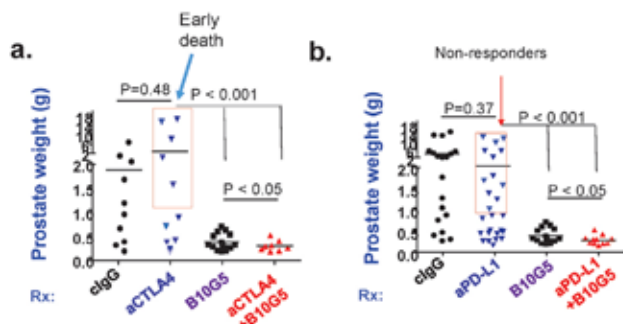 a.
Early
death
P=0.48
P < 0.001
P < 0.05
Prostate weight (g)
2.0
1.5
1.0
0.5
0.0
Rx:
cIgG
aCTLA4
B10G5
aCTLA4
+B10G5
b.
Non-responders
P=0.37
P < 0.001
P < 0.05
Prostate weight (g)
2.0
1.5
1.0
0.5
0.0
Rx:
cIgG
aPD-L1
B10G5
aPD-L1
+B10G5